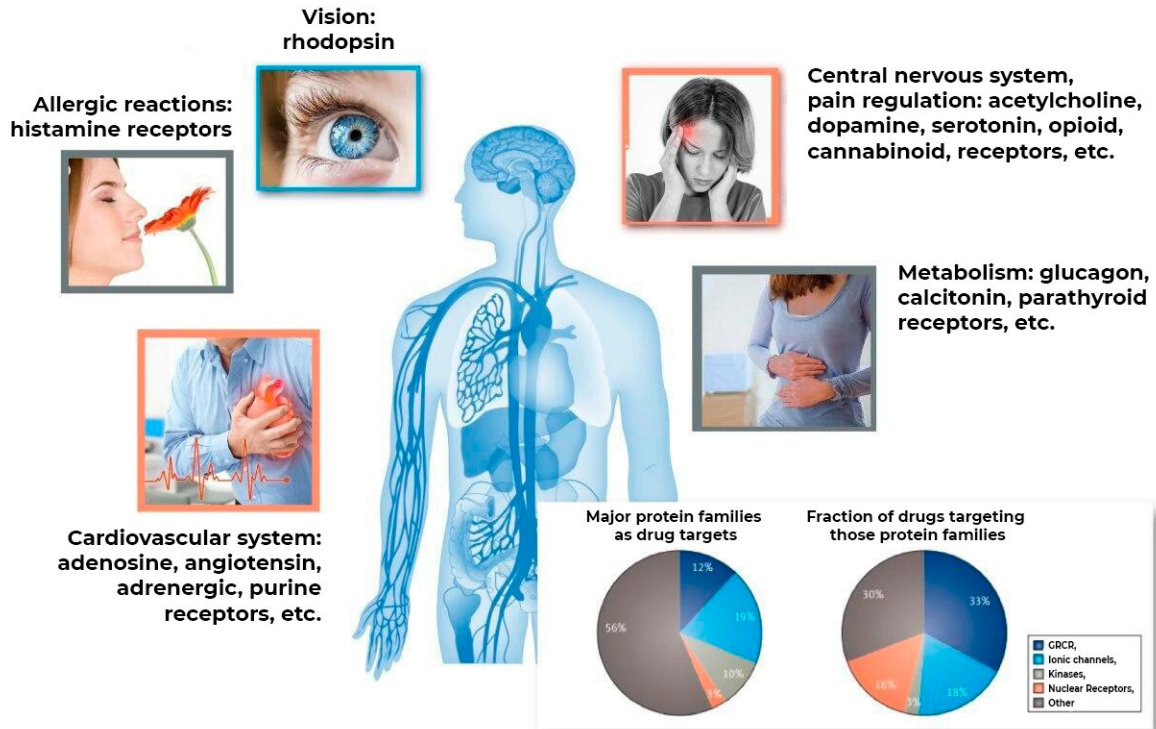 Vision:
rhodopsin
Allergic reactions:
histamine receptors
Central nervous system,
pain regulation: acetylcholine,
dopamine, serotonin, opioid,
cannabinoid, receptors, etc.
Metabolism: glucagon,
calcitonin, parathyroid
receptors, etc.
Cardiovascular system:
adenosine, angiotensin,
adrenergic, purine
receptors, etc.
Major protein families
as drug targets
12%
19%
10%
3%
56%
Fraction of drugs targeting
those protein families
33%
18%
3%
16%
30%
GRCR,
Ionic channels,
Kinases,
Nuclear Receptors,
Other